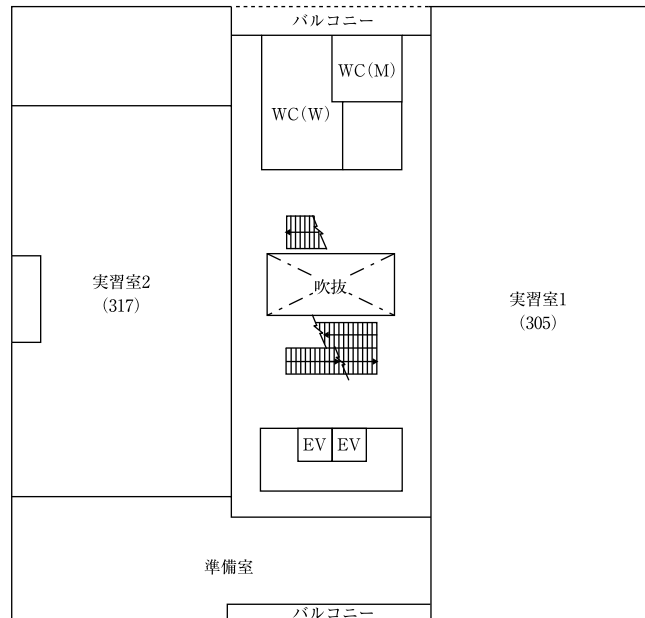 バルコニー
WC(M)
WC(W)
吹抜
実習室2
(317)
実習室1
(305)
EV EV
準備室
バルコニー